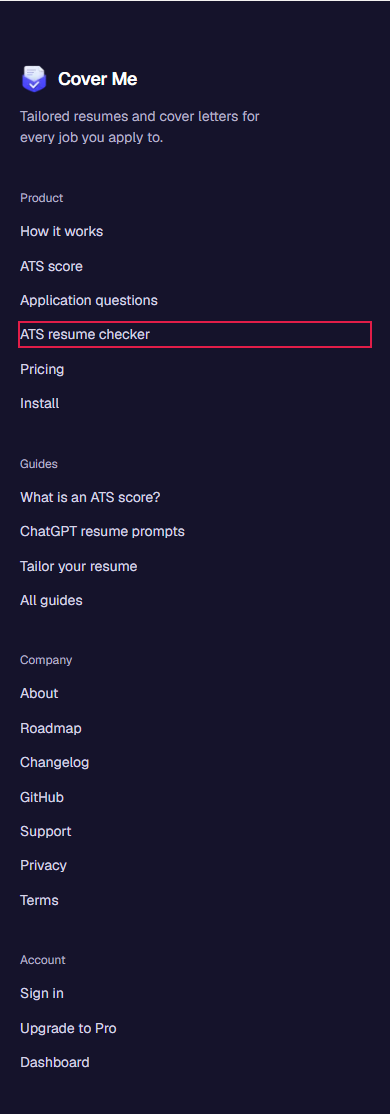 Cover Me
Tailored resumes and cover letters for
every job you apply to.
Product
How it works
ATS score
Application questions
ATS resume checker
Pricing
Install
Guides
What is an ATS score?
ChatGPT resume prompts
Tailor your resume
All guides
Company
About
Roadmap
Changelog
GitHub
Support
Privacy
Terms
Account
Sign in
Upgrade to Pro
Dashboard